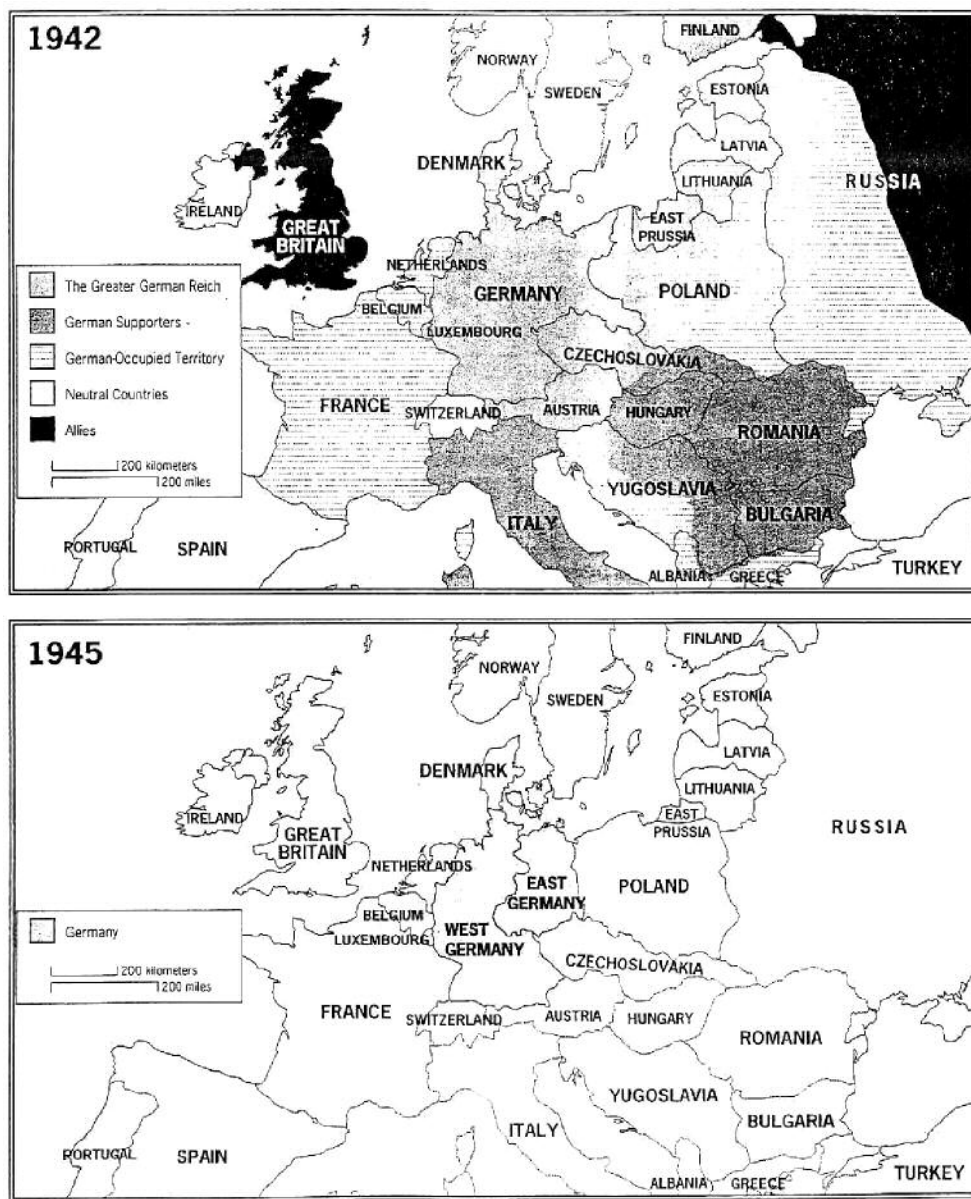 1942
FINLAND
NORWAY
SWEDEN
ESTONIA
LATVIA
DENMARK
LITHUANIA
RUSSIA
IRELAND
EAST
PRUSSIA
GREAT
BRITAIN
NETHERLANDS
The Greater German Reich
BELGIUM
GERMANY
POLAND
German Supporters -
LUXEMBOURG
German-Occupied Territory
CZECHOSLOVAKIA
Neutral Countries
FRANCE
SWITZERLAND
AUSTRIA
HUNGARY
ROMANIA
Allies
200 kilometers
200 miles
YUGOSLAVIA
BULGARIA
ITALY
PORTUGAL
SPAIN
ALBANIA
GREECE
TURKEY
1945
FINLAND
NORWAY
SWEDEN
ESTONIA
LATVIA
DENMARK
LITHUANIA
IRELAND
EAST
PRUSSIA
RUSSIA
GREAT
BRITAIN
NETHERLANDS
EAST
GERMANY
POLAND
BELGIUM
Germany
WEST
GERMANY
LUXEMBOURG
CZECHOSLOVAKIA
200 kilometers
200 miles
FRANCE
SWITZERLAND
AUSTRIA
HUNGARY
ROMANIA
YUGOSLAVIA
BULGARIA
ITALY
PORTUGAL
SPAIN
ALBANIA
GREECE
TURKEY